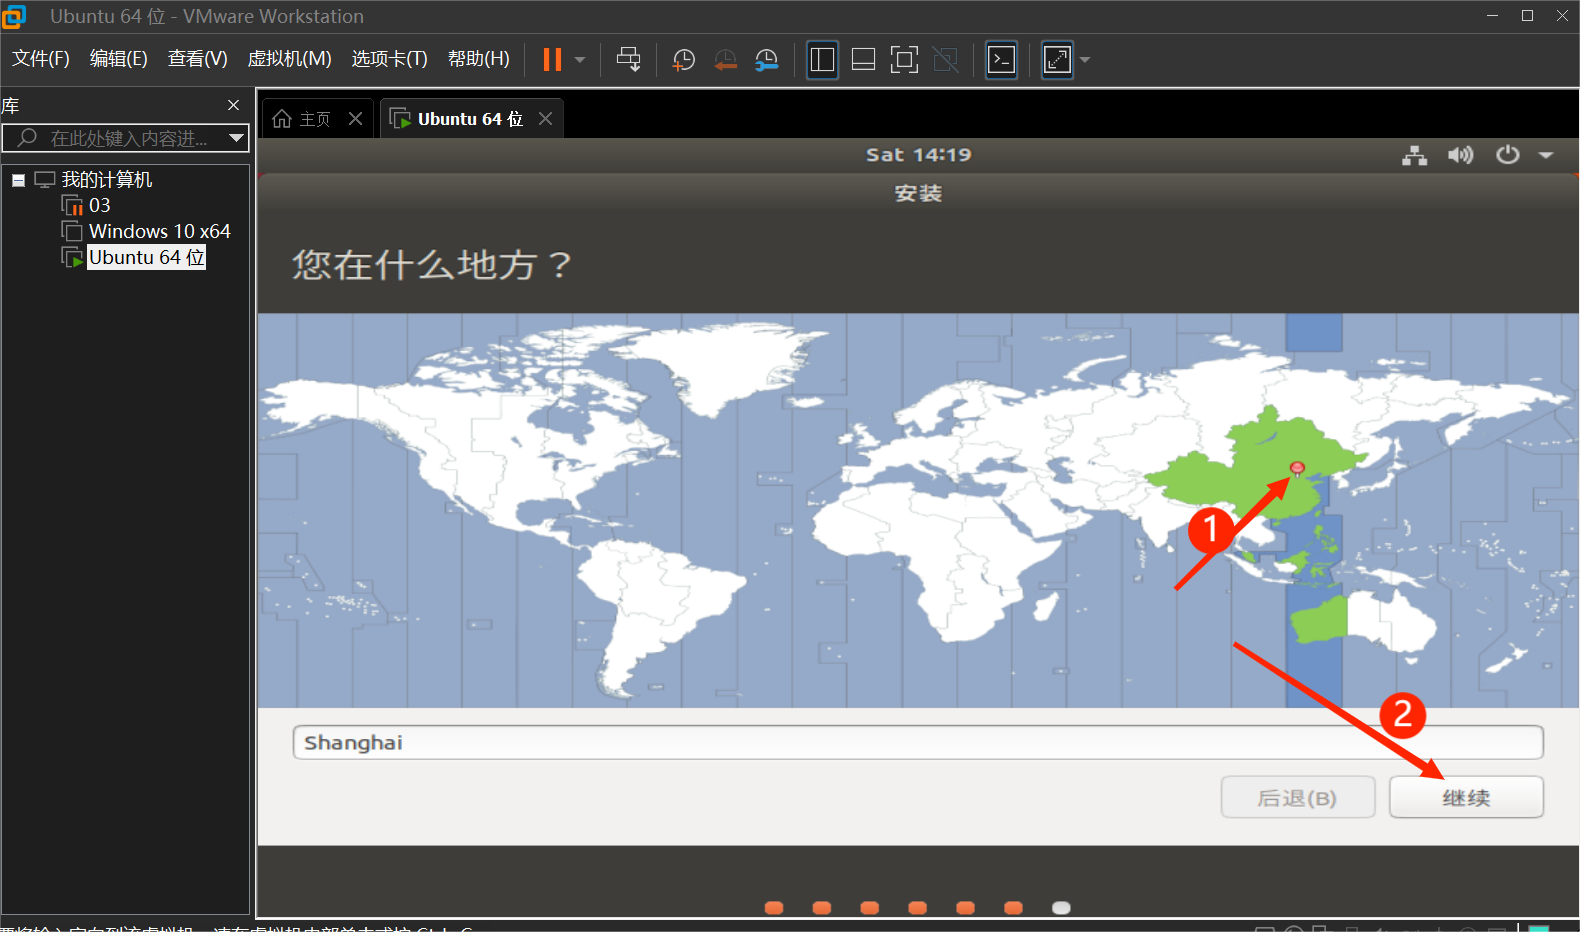 Ubuntu 64 位 - VMware Workstation
文件(F) 编辑(E) 查看(V) 虚拟机(M) 选项卡(T) 帮助(H)
库
主页
Ubuntu 64 位
在此处键入内容进...
我的计算机
03
Windows 10 x64
Ubuntu 64 位
Sat 14:19
安装
您在什么地方？
1
2
Shanghai
后退(B)
继续